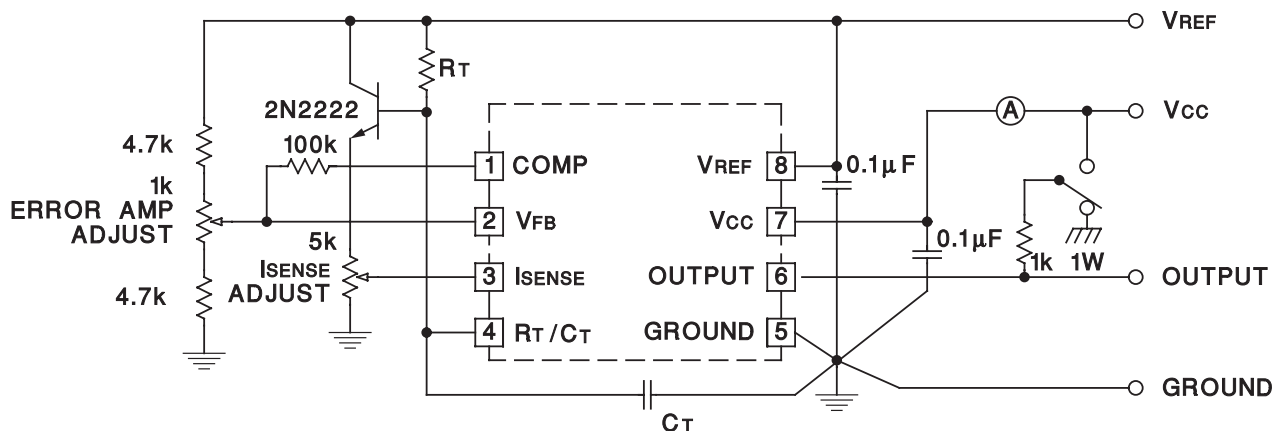 VREF
RT
A
VCC
2N2222
4.7k
100k
1 COMP
VREF 8
0.1μF
1k
ERROR AMP
ADJUST
2 VFB
VCC 7
0.1μF
5k
ISENSE
ADJUST
3 ISENSE
OUTPUT 6
1k
1W
OUTPUT
4.7k
4 RT/CT
GROUND 5
GROUND
CT